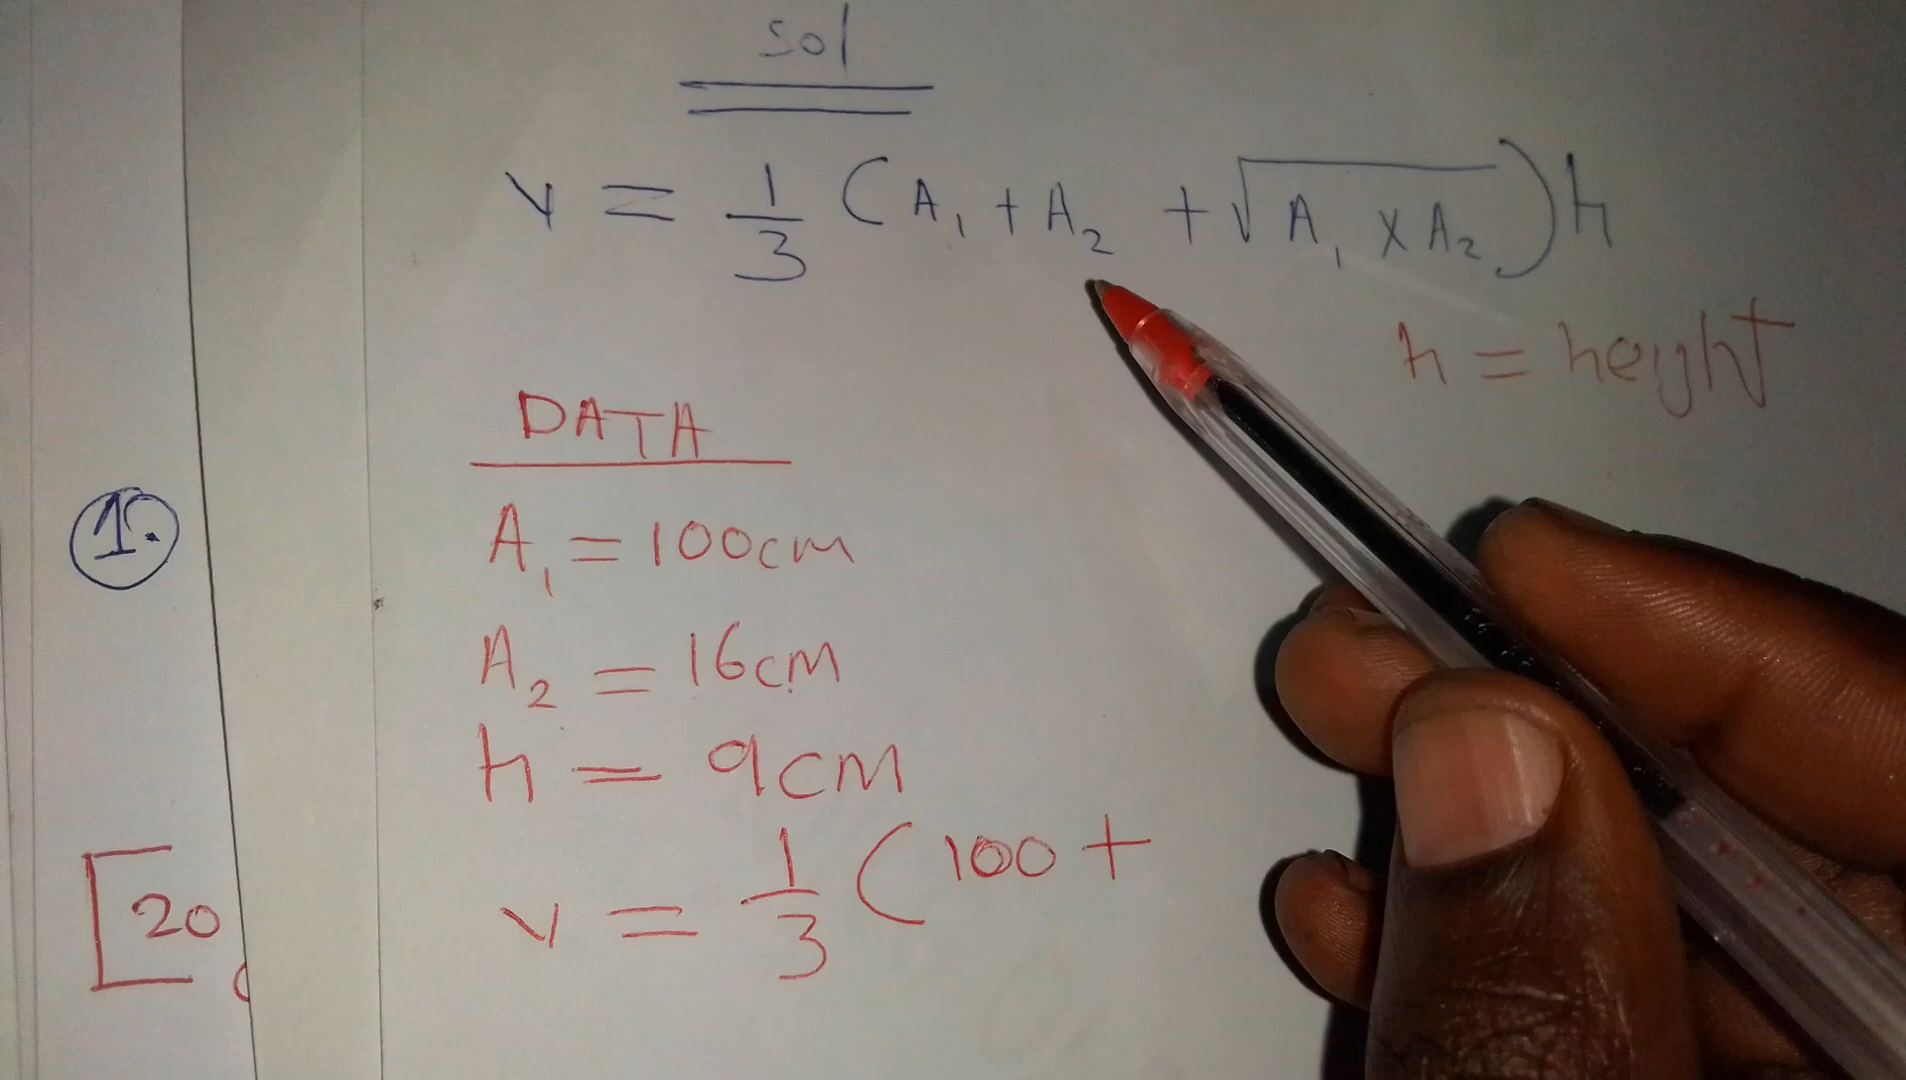 sol
V = 1/3 (A₁ + A₂ + √A₁ × A₂) h
h = height
DATA
A₁ = 100cm
1.
A₂ = 16cm
h = 9cm
V = 1/3 (100 +
20